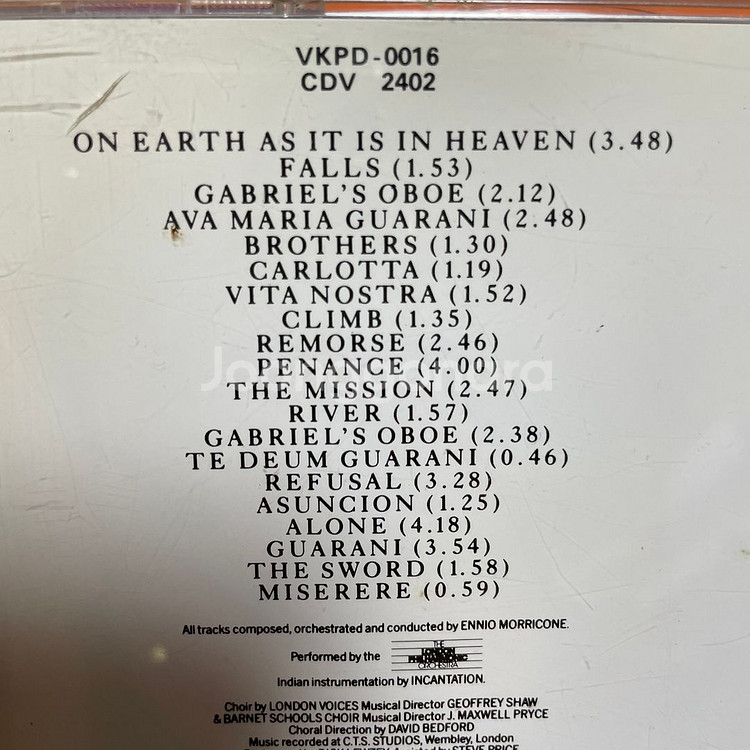 VKPD-0016
CDV 2402
ON EARTH AS IT IS IN HEAVEN (3.48)
FALLS (1.53)
GABRIEL'S OBOE (2.12)
AVA MARIA GUARANI (2.48)
BROTHERS (1.30)
CARLOTTA (1.19)
VITA NOSTRA (1.52)
CLIMB (1.35)
REMORSE (2.46)
PENANCE (4.00)
THE MISSION (2.47)
RIVER (1.57)
GABRIEL'S OBOE (2.38)
TE DEUM GUARANI (0.46)
REFUSAL (3.28)
ASUNCION (1.25)
ALONE (4.18)
GUARANI (3.54)
THE SWORD (1.58)
MISERERE (0.59)
All tracks composed, orchestrated and conducted by ENNIO MORRICONE.
Performed by the THE LONDON PHILHARMONIC ORCHESTRA
Indian instrumentation by INCANTATION.
Choir by LONDON VOICES Musical Director GEOFFREY SHAW
& BARNET SCHOOLS CHOIR Musical Director J. MAXWELL PRYCE
Choral Direction by DAVID BEDFORD
Music recorded at C.T.S. STUDIOS, Wembley, London
STEVE PRICE